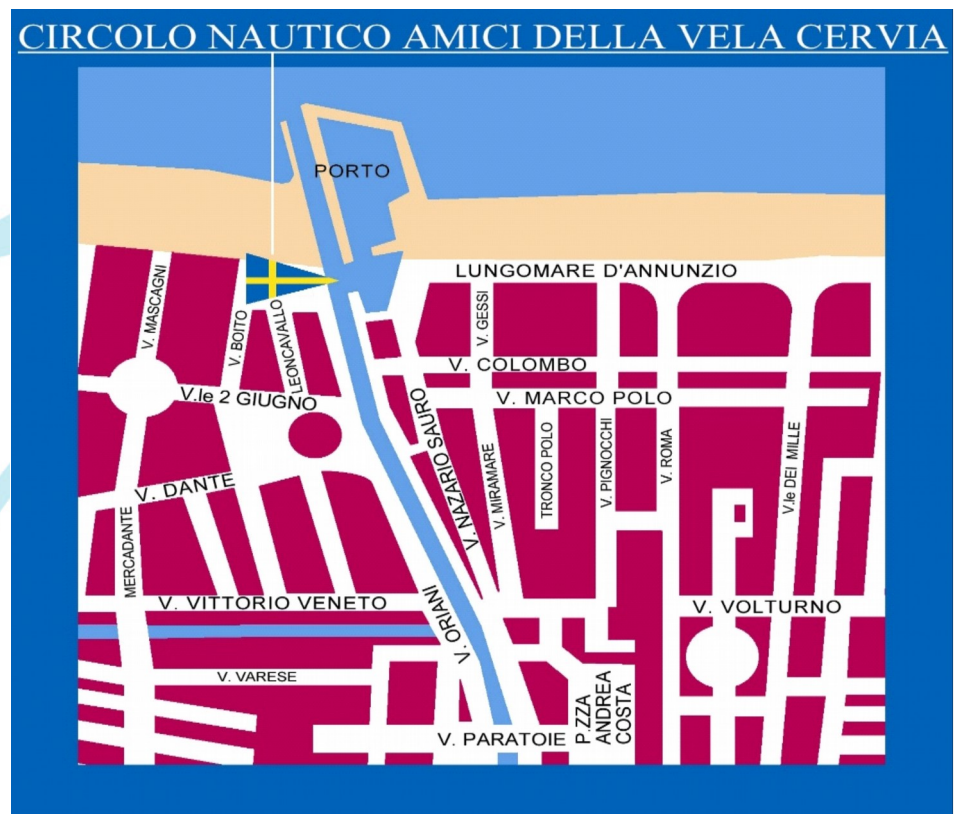 CIRCOLO NAUTICO AMICI DELLA VELA CERVIA
PORTO
LUNGOMARE D'ANNUNZIO
V. MASCAGNI
V. BOITO
LEONCAVALLO
V. GESSI
V. COLOMBO
V.le 2 GIUGNO
V. MARCO POLO
V. NAZARIO SAURO
V. MIRAMARE
TRONCO POLO
V. PIGNOCCHI
V. ROMA
V.le DEI MILLE
V. DANTE
MERCADANTE
V. VITTORIO VENETO
V. ORIANI
V. VOLTURNO
V. VARESE
V. PARATOIE
P.ZZA
ANDREA
COSTA